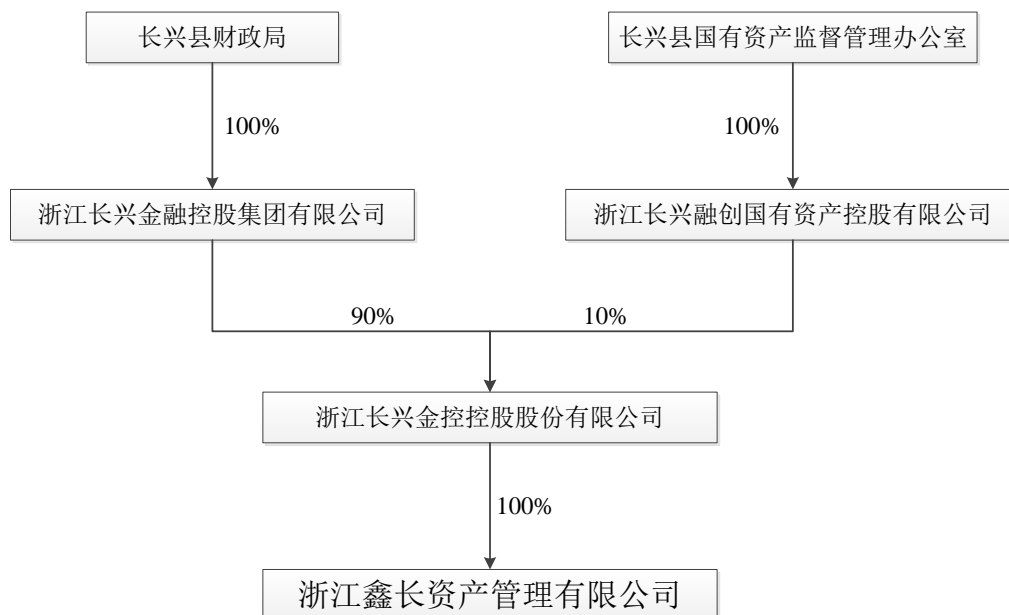 长兴县财政局
长兴县国有资产监督管理办公室
100%
100%
浙江长兴金融控股集团有限公司
浙江长兴融创国有资产控股有限公司
90%
10%
浙江长兴金控控股股份有限公司
100%
浙江鑫长资产管理有限公司